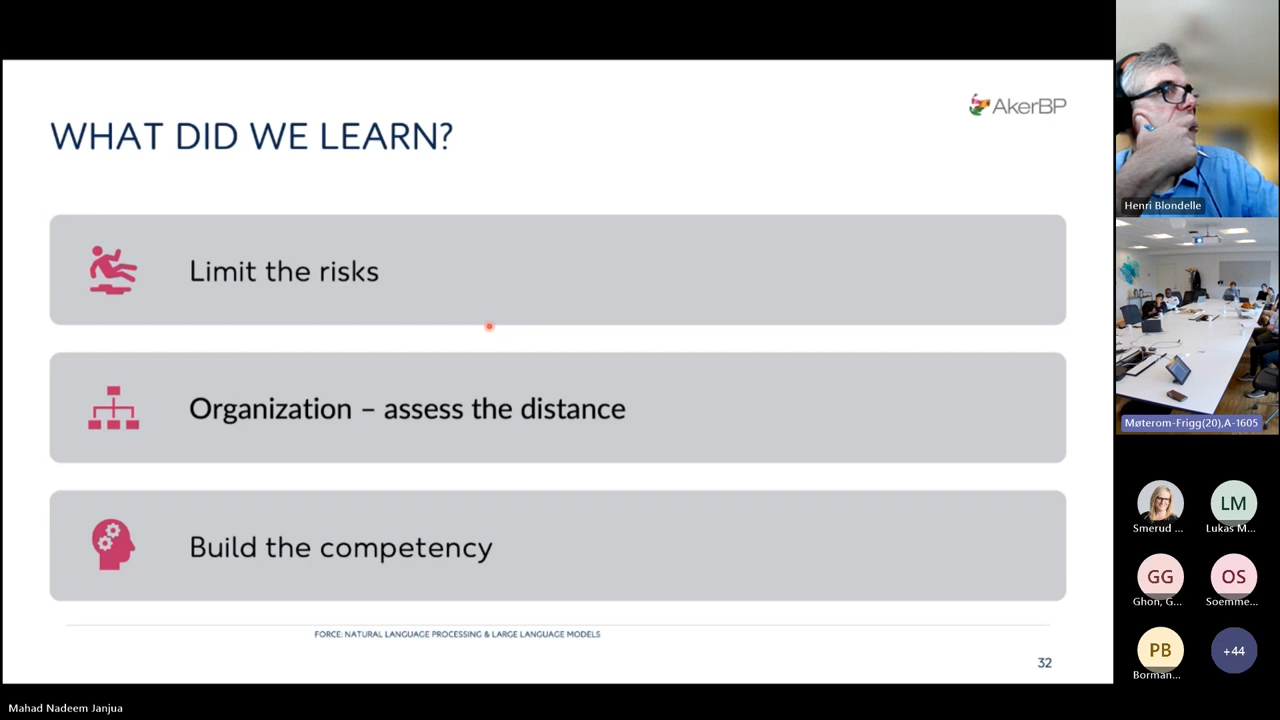 AkerBP
WHAT DID WE LEARN?
Limit the risks
Organization – assess the distance
Build the competency
FORCE: NATURAL LANGUAGE PROCESSING & LARGE LANGUAGE MODELS
32
Henri Blondelle
Møterom-Frigg(20),A-1605
Smerud ...
LM
Lukas M...
GG
Ghon, G...
OS
Soemme...
PB
Borman...
+44
Mahad Nadeem Janjua